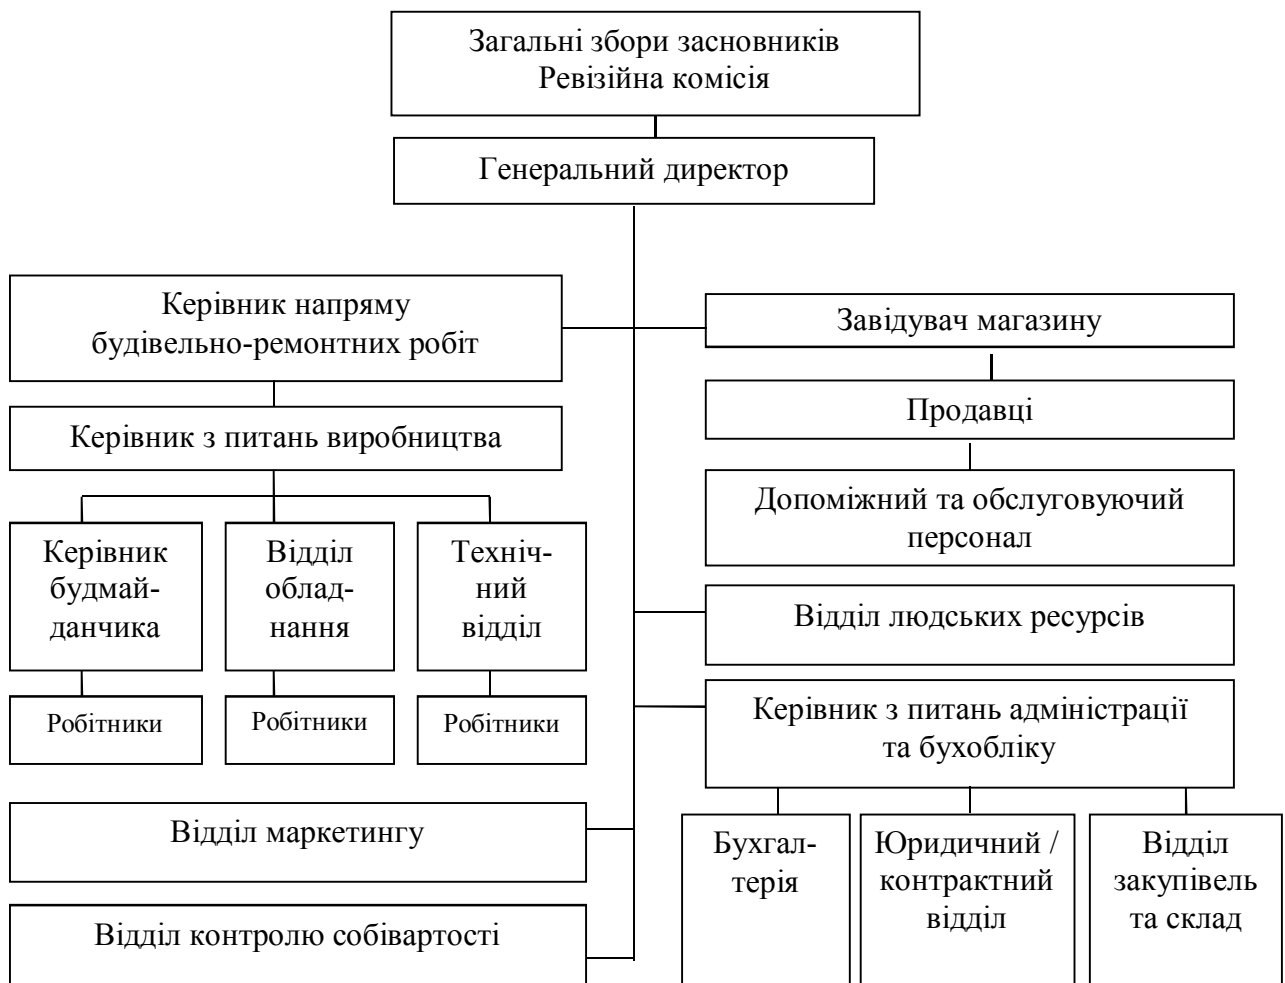 Загальні збори засновників
Ревізійна комісія
Генеральний директор
Керівник напряму
будівельно-ремонтних робіт
Завідувач магазину
Керівник з питань виробництва
Продавці
Допоміжний та обслуговуючий
персонал
Керівник
будмай-
данчика
Відділ
облад-
нання
Техніч-
ний
відділ
Відділ людських ресурсів
Робітники
Робітники
Робітники
Керівник з питань адміністрації
та бухобліку
Відділ маркетингу
Бухгал-
терія
Юридичний /
контрактний
відділ
Відділ
закупівель
та склад
Відділ контролю собівартості